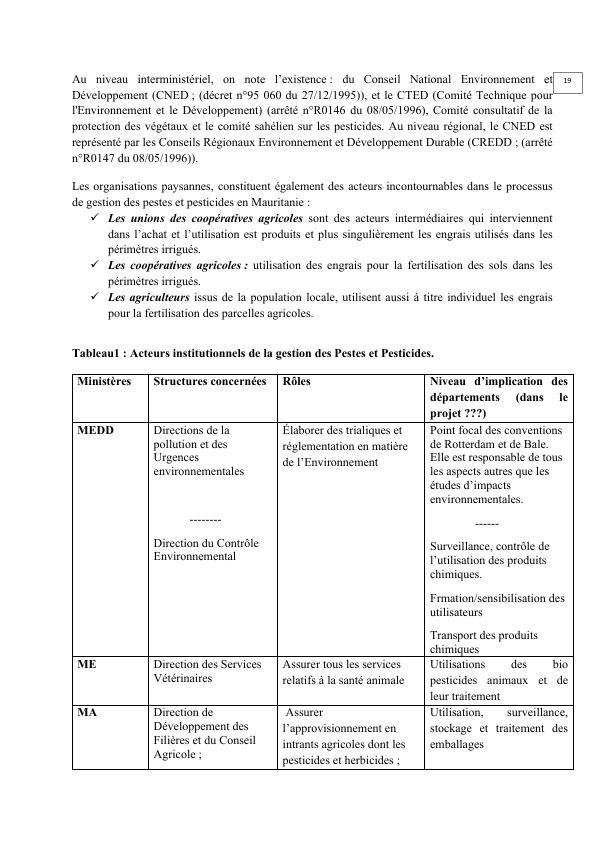 19
Au niveau interministériel, on note l’existence : du Conseil National Environnement et
Développement (CNED ; (décret n°95 060 du 27/12/1995)), et le CTED (Comité Technique pour
l'Environnement et le Développement) (arrêté n°R0146 du 08/05/1996), Comité consultatif de la
protection des végétaux et le comité sahélien sur les pesticides. Au niveau régional, le CNED est
représenté par les Conseils Régionaux Environnement et Développement Durable (CREDD ; (arrêté
n°R0147 du 08/05/1996)).
Les organisations paysannes, constituent également des acteurs incontournables dans le processus
de gestion des pestes et pesticides en Mauritanie :
✓ Les unions des coopératives agricoles sont des acteurs intermédiaires qui interviennent
dans l’achat et l’utilisation est produits et plus singulièrement les engrais utilisés dans les
périmètres irrigués.
✓ Les coopératives agricoles : utilisation des engrais pour la fertilisation des sols dans les
périmètres irrigués.
✓ Les agriculteurs issus de la population locale, utilisent aussi à titre individuel les engrais
pour la fertilisation des parcelles agricoles.
Tableau1 : Acteurs institutionnels de la gestion des Pestes et Pesticides.
Ministères
Structures concernées
Rôles
Niveau d’implication des
départements (dans le
projet ???)
MEDD
Directions de la
pollution et des
Urgences
environnementales
--------
Direction du Contrôle
Environnemental
Élaborer des trialiques et
réglementation en matière
de l’Environnement
Point focal des conventions
de Rotterdam et de Bale.
Elle est responsable de tous
les aspects autres que les
études d’impacts
environnementales.
------
Surveillance, contrôle de
l’utilisation des produits
chimiques.
Frmation/sensibilisation des
utilisateurs
Transport des produits
chimiques
ME
Direction des Services
Vétérinaires
Assurer tous les services
relatifs à la santé animale
Utilisations des bio
pesticides animaux et de
leur traitement
MA
Direction de
Développement des
Filières et du Conseil
Agricole ;
Assurer
l’approvisionnement en
intrants agricoles dont les
pesticides et herbicides ;
Utilisation, surveillance,
stockage et traitement des
emballages